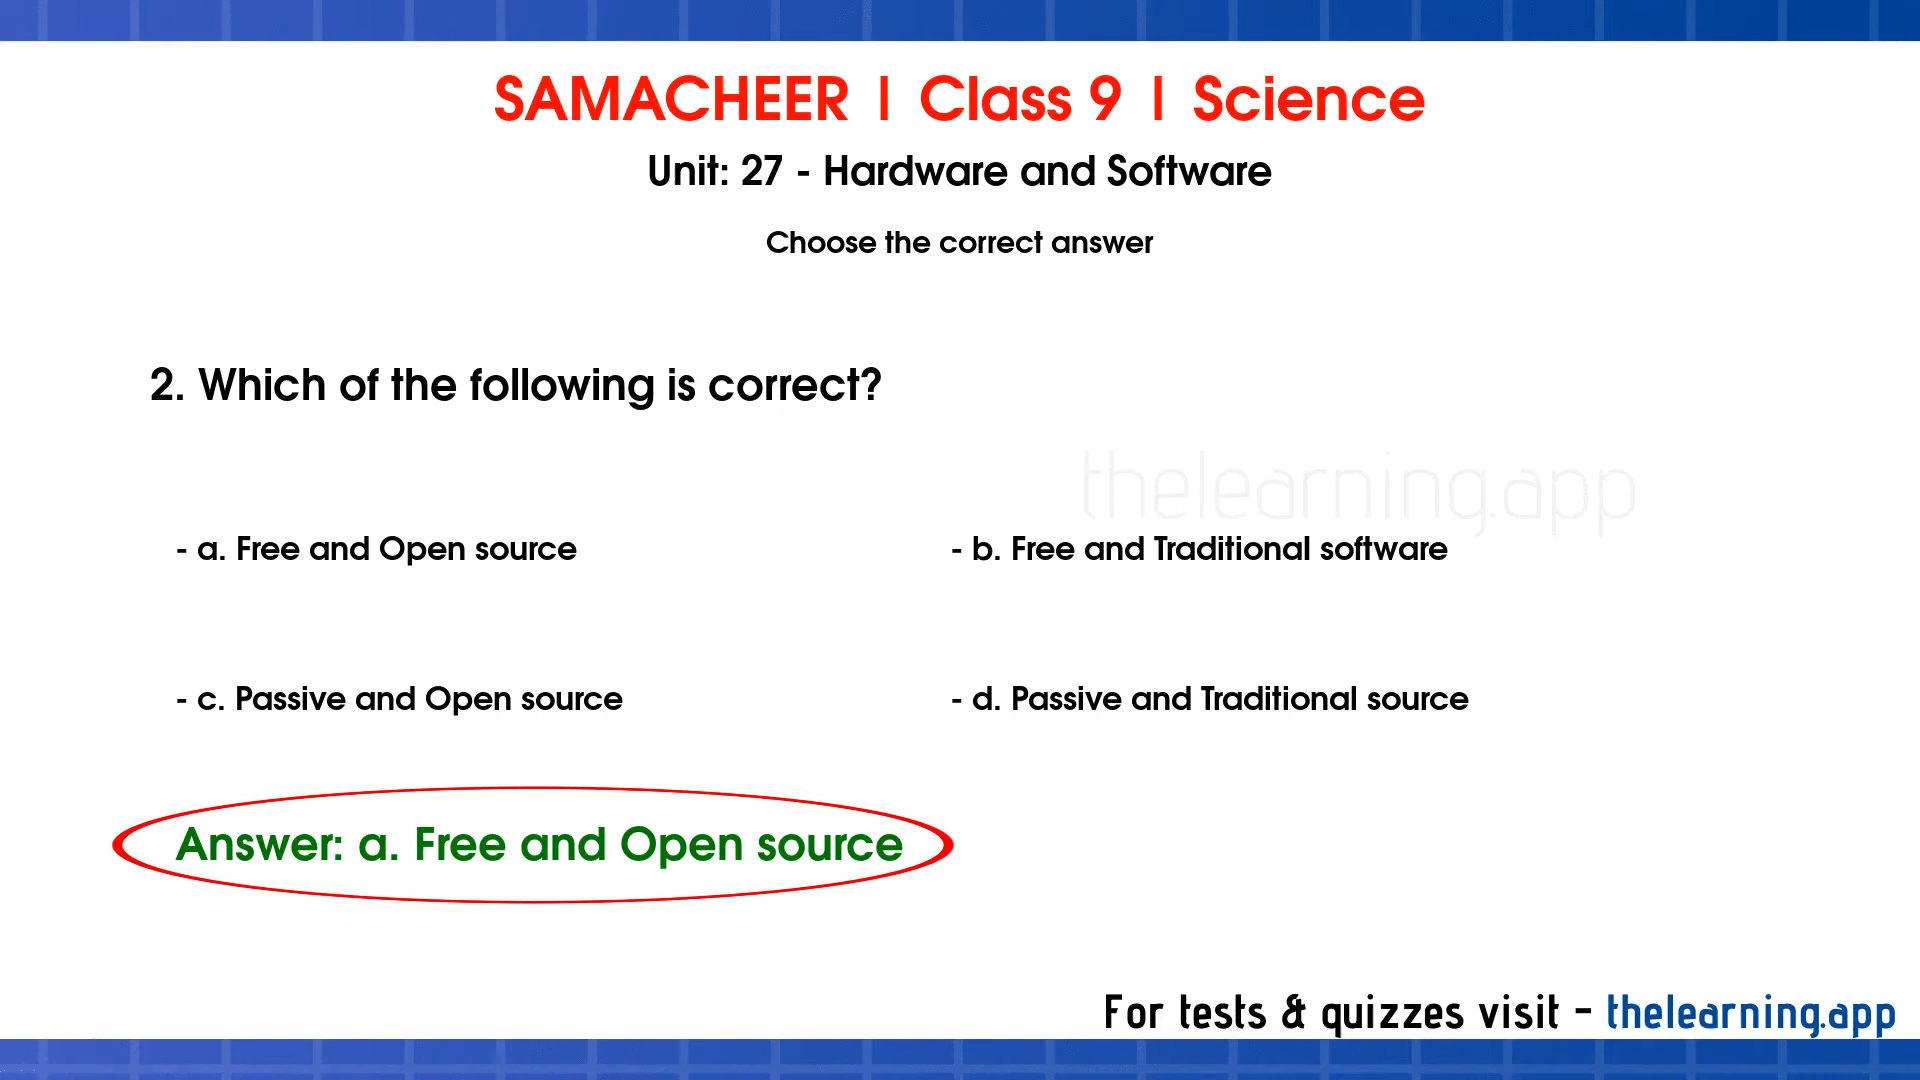 SAMACHEER | Class 9 | Science
Unit: 27 - Hardware and Software
Choose the correct answer
2. Which of the following is correct?
thelearning.app
- a. Free and Open source
- b. Free and Traditional software
- c. Passive and Open source
- d. Passive and Traditional source
Answer: a. Free and Open source
For tests & quizzes visit - thelearning.app